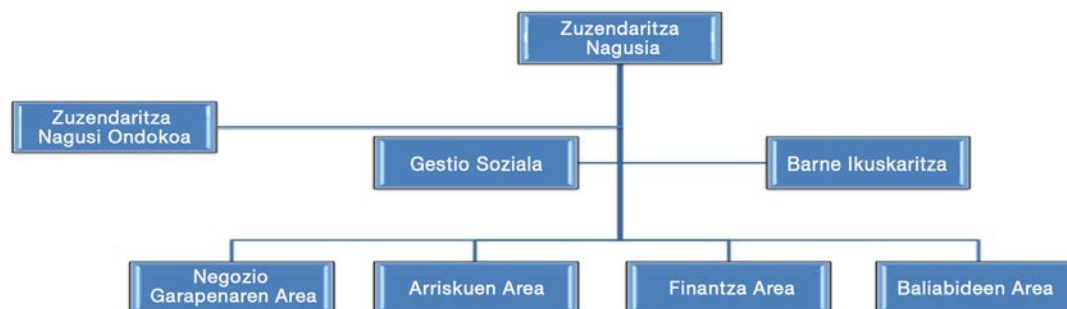 Zuzendaritza
Nagusia
Zuzendaritza
Nagusi Ondokoa
Gestio Soziala
Barne Ikuskaritza
Negozio
Garapenaren Area
Arriskuen Area
Finantza Area
Baliabideen Area